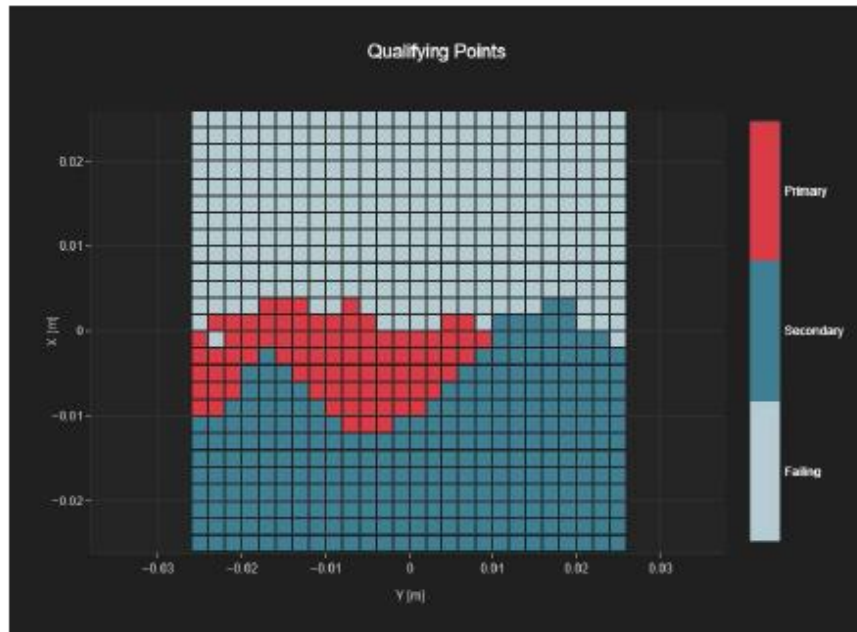 Qualifying Points
0.02
0.01
0
−0.01
−0.02
X [m]
−0.03
−0.02
−0.01
0
0.01
0.02
0.03
Y [m]
Primary
Secondary
Failing